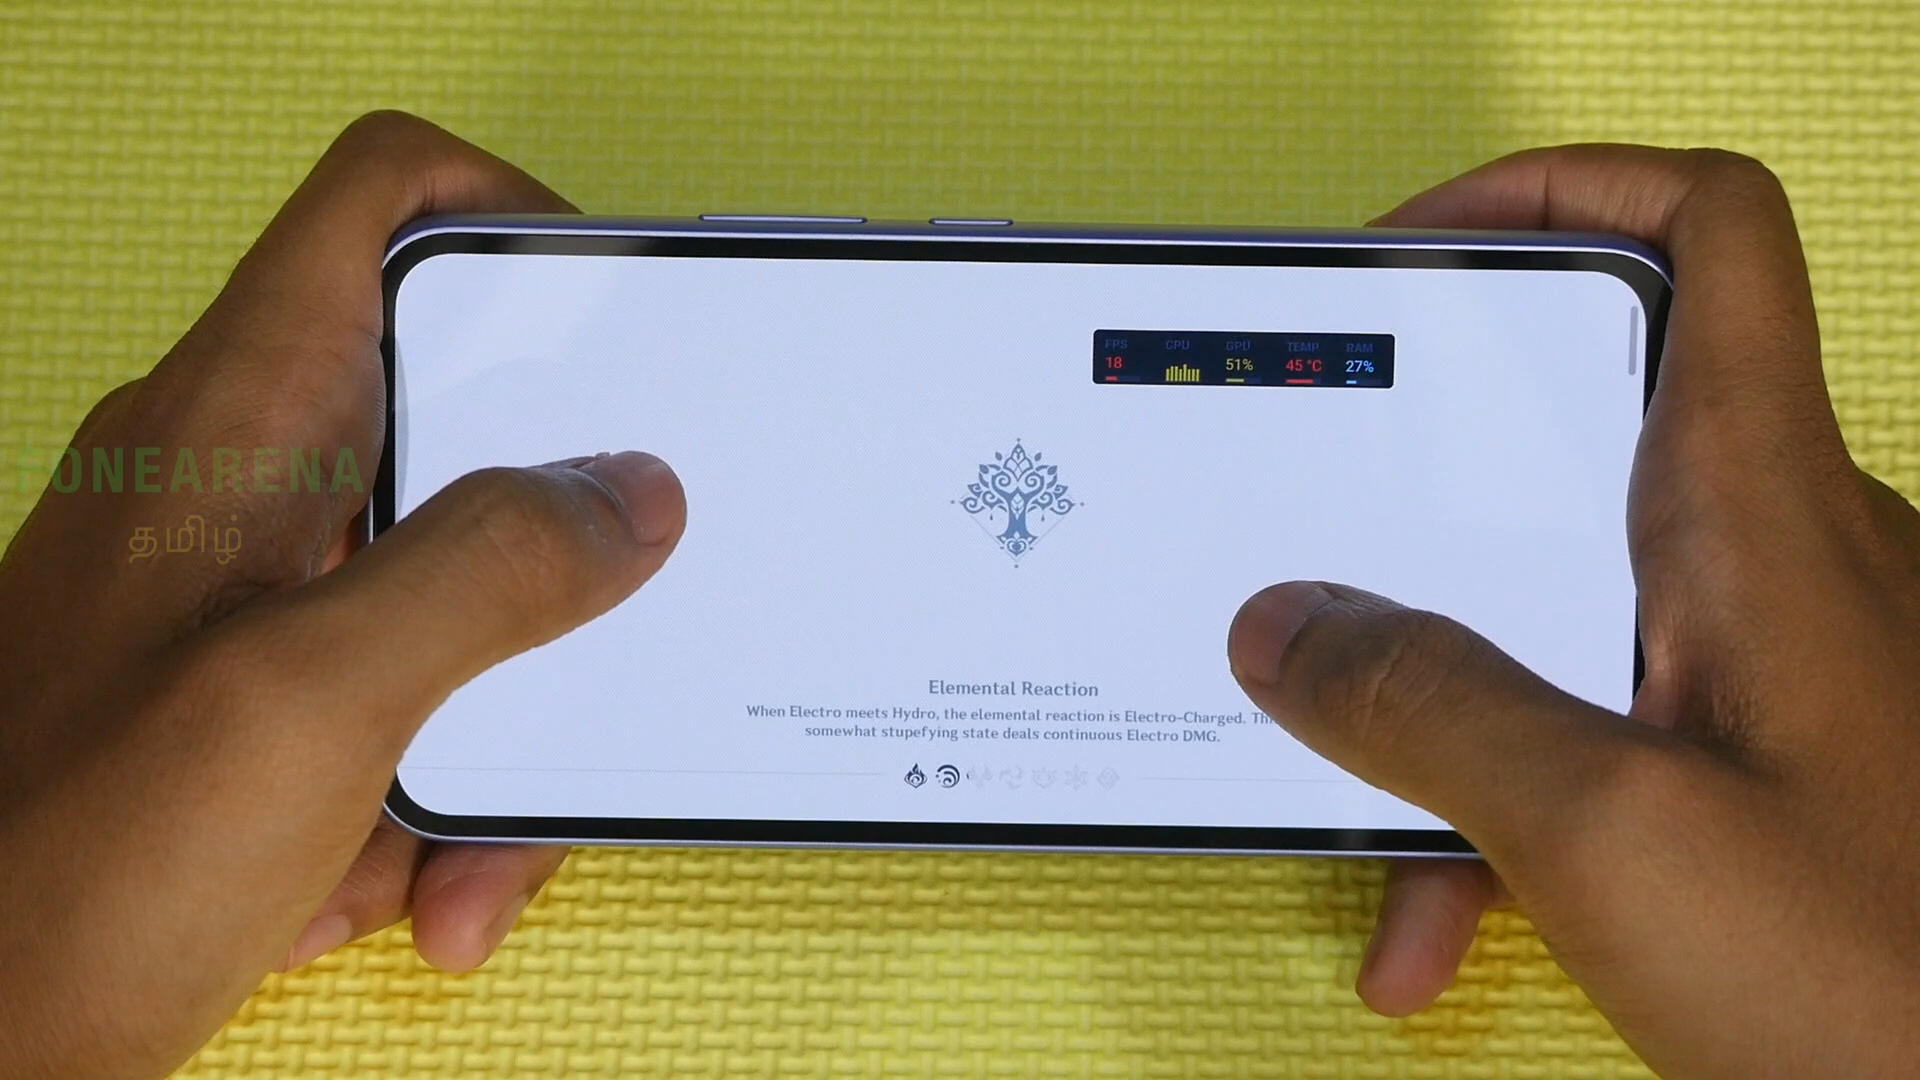 FPS CPU GPU TEMP RAM
18 51% 45 °C 27%
FONEARENA
தமிழ்
Elemental Reaction
When Electro meets Hydro, the elemental reaction is Electro-Charged.
somewhat stupefying state deals continuous Electro DMG.